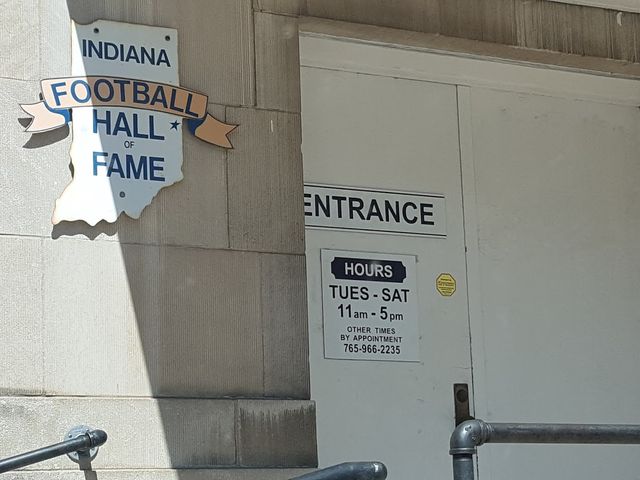 INDIANA
FOOTBALL
HALL
OF
FAME
ENTRANCE
HOURS
TUES - SAT
11am - 5pm
OTHER TIMES
BY APPOINTMENT
765-966-2235